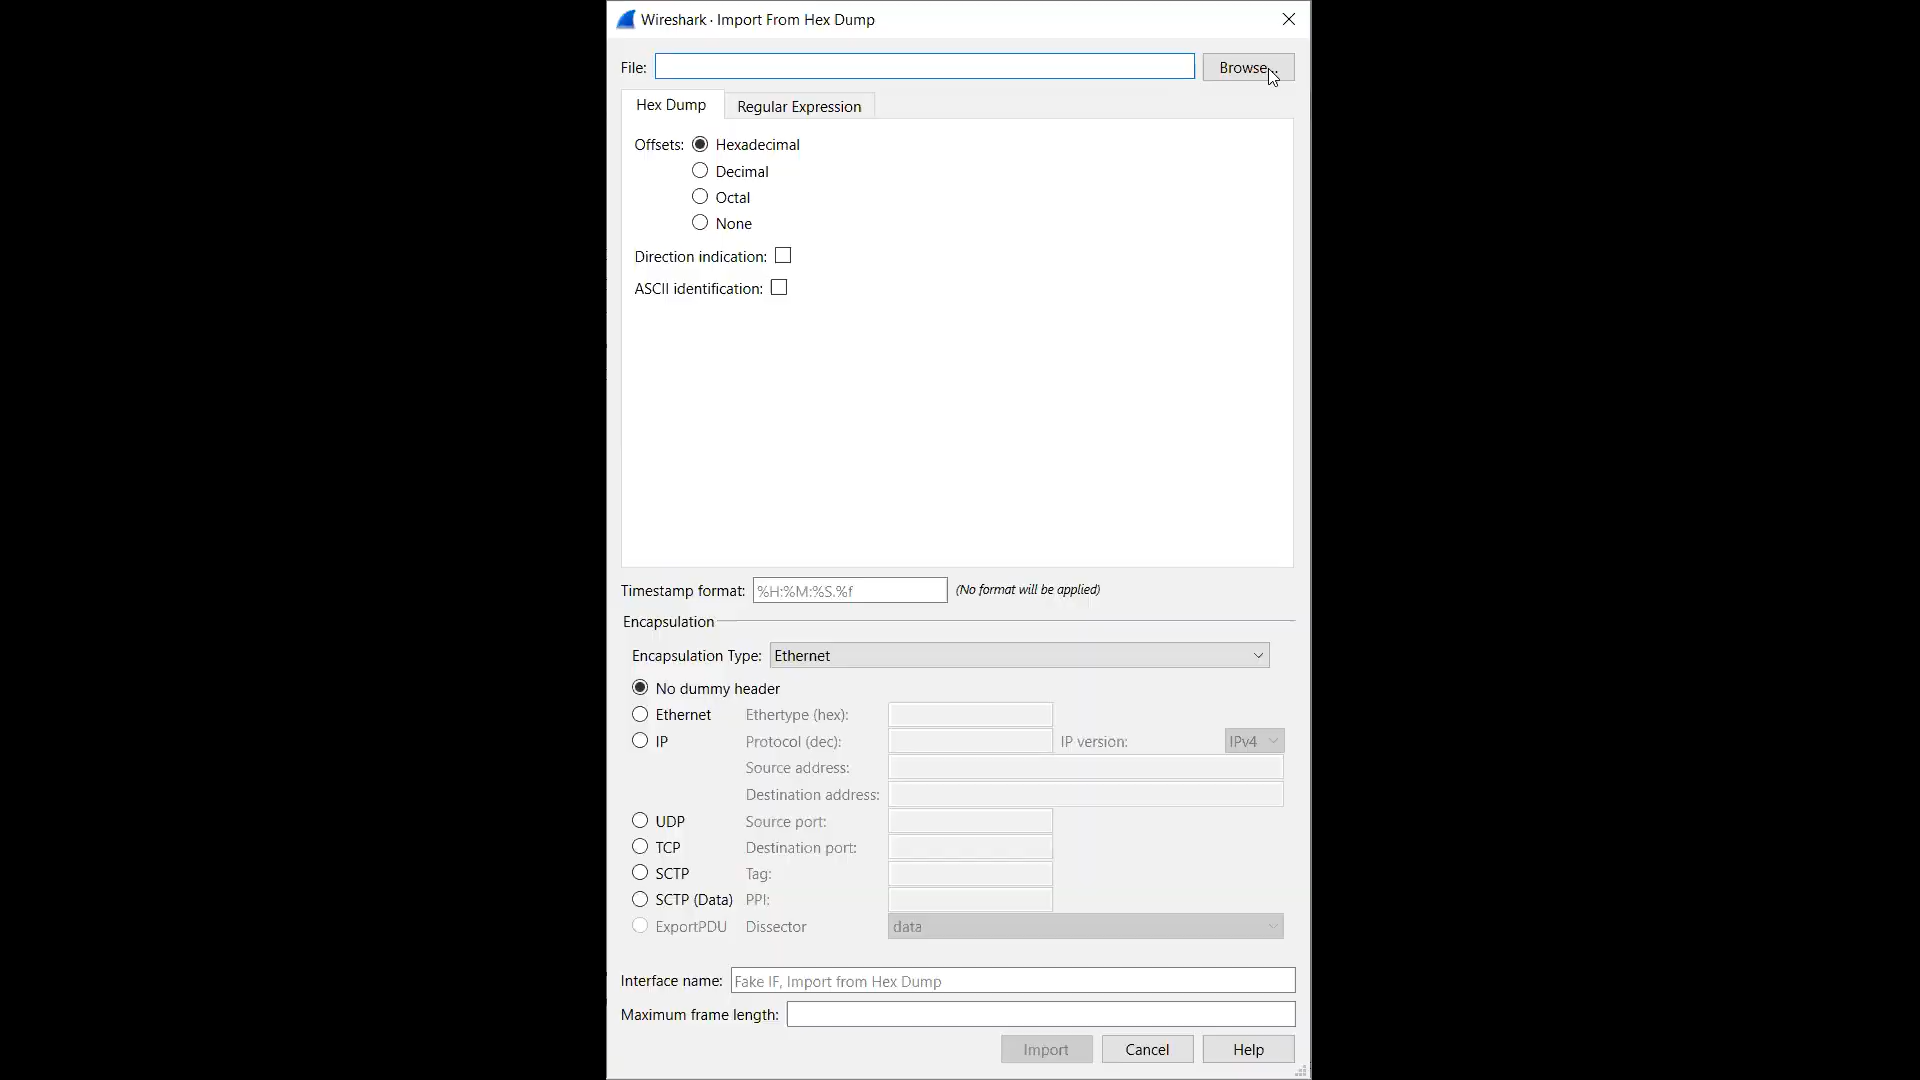 Wireshark · Import From Hex Dump
File: Browse...
Hex Dump Regular Expression
Offsets: Hexadecimal
Decimal
Octal
None
Direction indication:
ASCII identification:
Timestamp format: %H:%M:%S.%f (No format will be applied)
Encapsulation
Encapsulation Type: Ethernet
No dummy header
Ethernet Ethertype (hex):
IP Protocol (dec): IP version: IPv4
Source address:
Destination address:
UDP Source port:
TCP Destination port:
SCTP Tag:
SCTP (Data) PPI:
ExportPDU Dissector data
Interface name: Fake IF, Import from Hex Dump
Maximum frame length:
Import Cancel Help